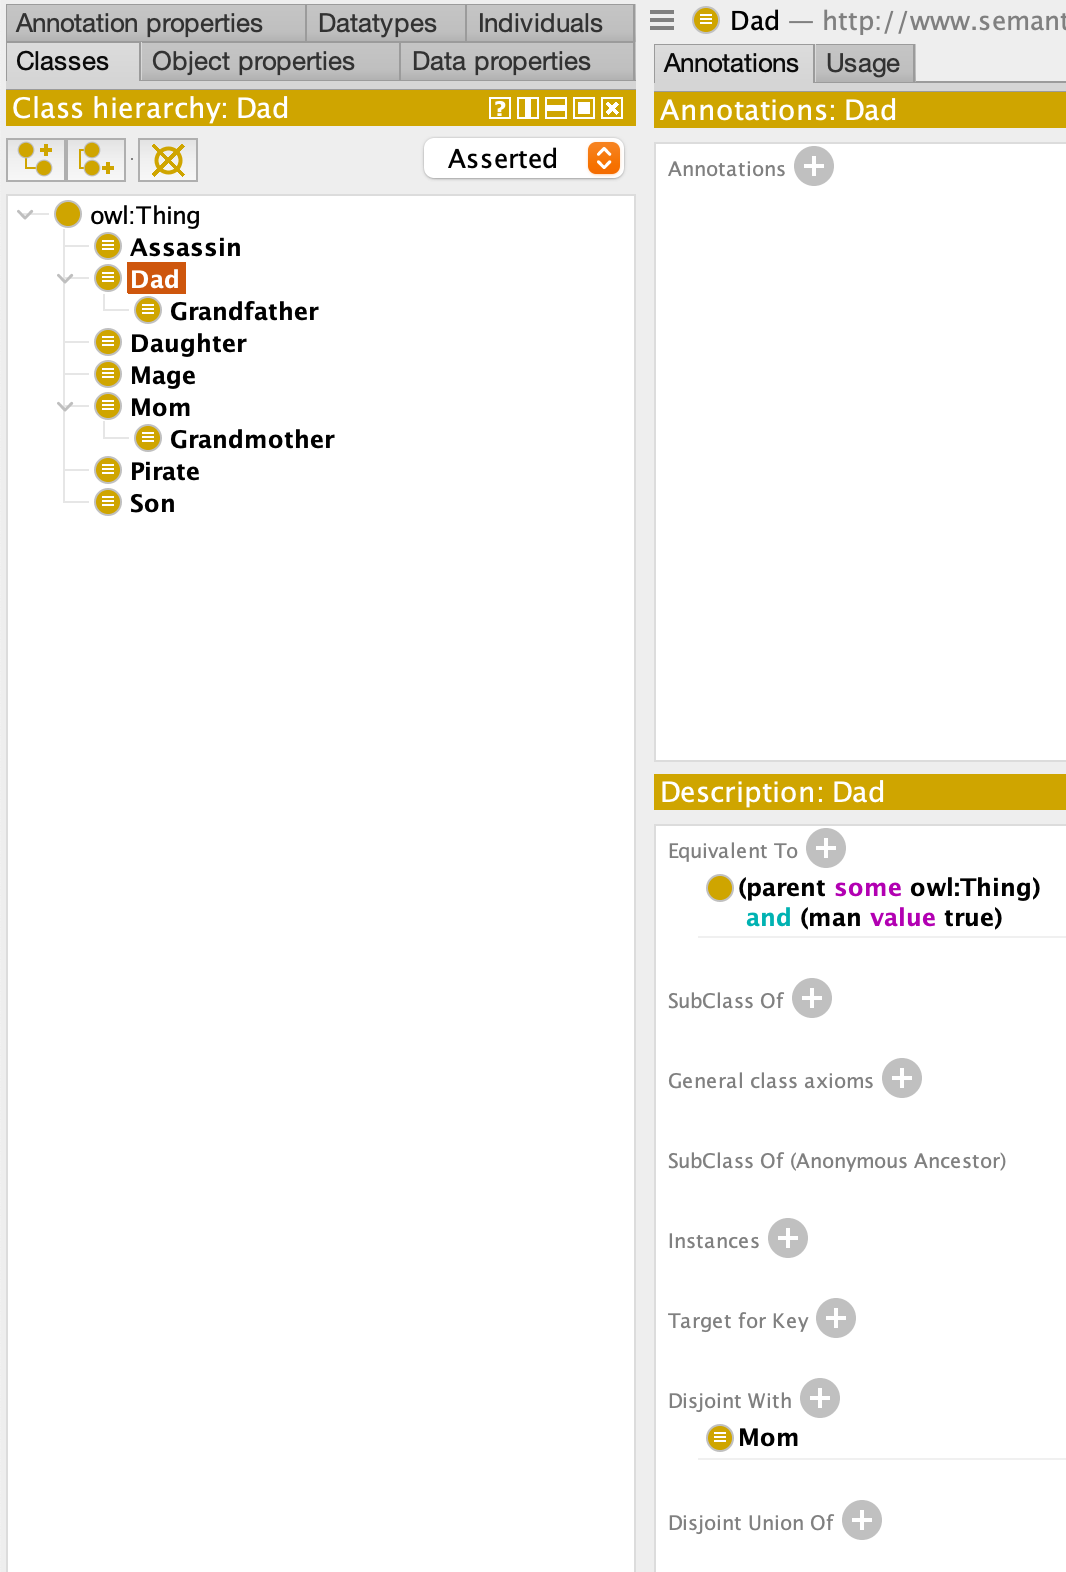 Annotation properties
Datatypes
Individuals
Classes
Object properties
Data properties
Class hierarchy: Dad
Asserted
owl:Thing
Assassin
Dad
Grandfather
Daughter
Mage
Mom
Grandmother
Pirate
Son
Dad — http://www.semant
Annotations
Usage
Annotations: Dad
Annotations
Description: Dad
Equivalent To
(parent some owl:Thing)
and (man value true)
SubClass Of
General class axioms
SubClass Of (Anonymous Ancestor)
Instances
Target for Key
Disjoint With
Mom
Disjoint Union Of